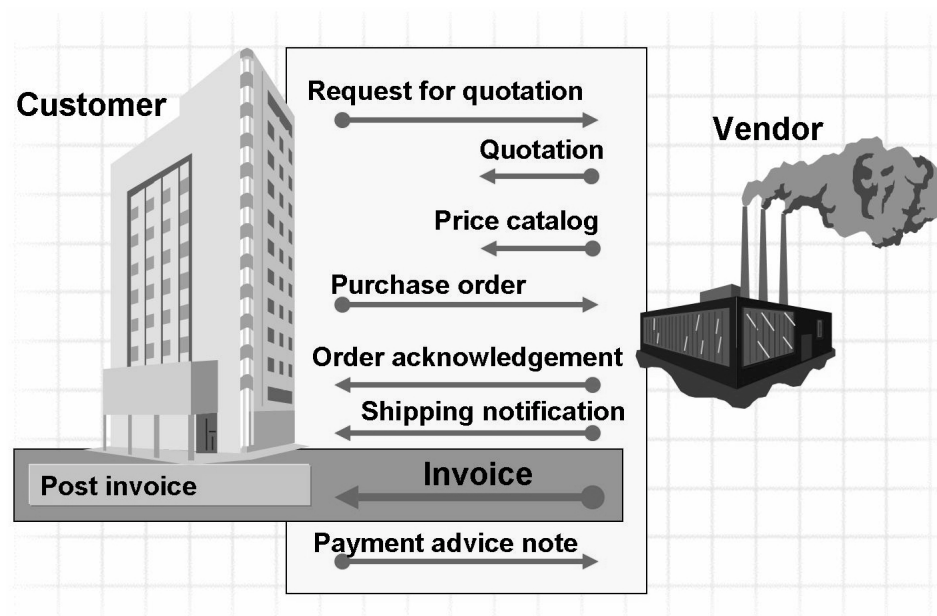 Customer
Request for quotation
Vendor
Quotation
Price catalog
Purchase order
Order acknowledgement
Shipping notification
Invoice
Post invoice
Payment advice note